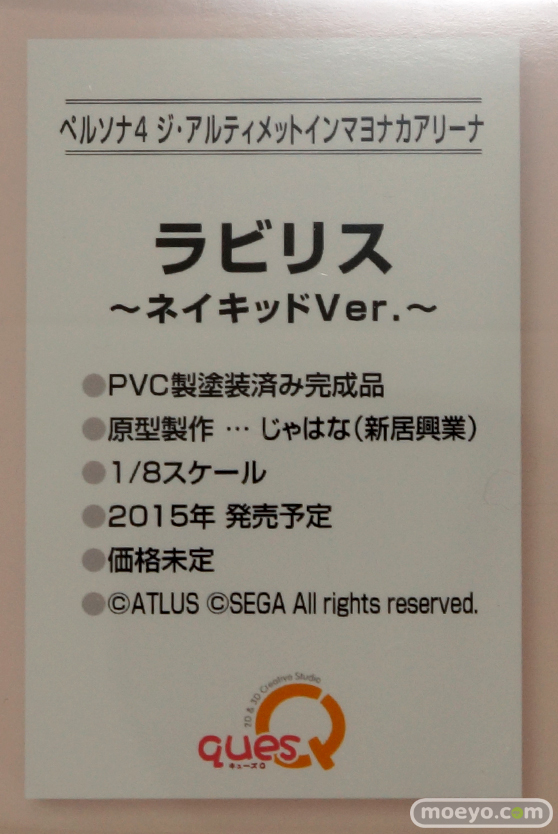 ペルソナ4 ジ・アルティメットインマヨナカアリーナ
ラビリス
～ネイキッドVer.～
●PVC製塗装済み完成品
●原型製作 … じゃはな(新居興業)
●1/8スケール
●2015年 発売予定
●価格未定
●©ATLUS ©SEGA All rights reserved.
2D & 3D Creative Studio
quesQ
キューズQ
moeyo.com